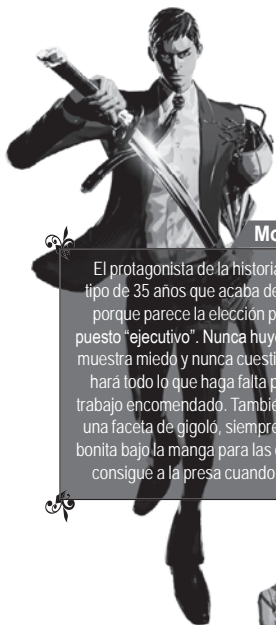 Mo
El protagonista de la historia
tipo de 35 años que acaba de
porque parece la elección p
puesto “ejecutivo”. Nunca huye
muestra miedo y nunca cuesti
hará todo lo que haga falta p
trabajo encomendado. Tambié
una faceta de gigoló, siempre
bonita bajo la manga para las
consigue a la presa cuando